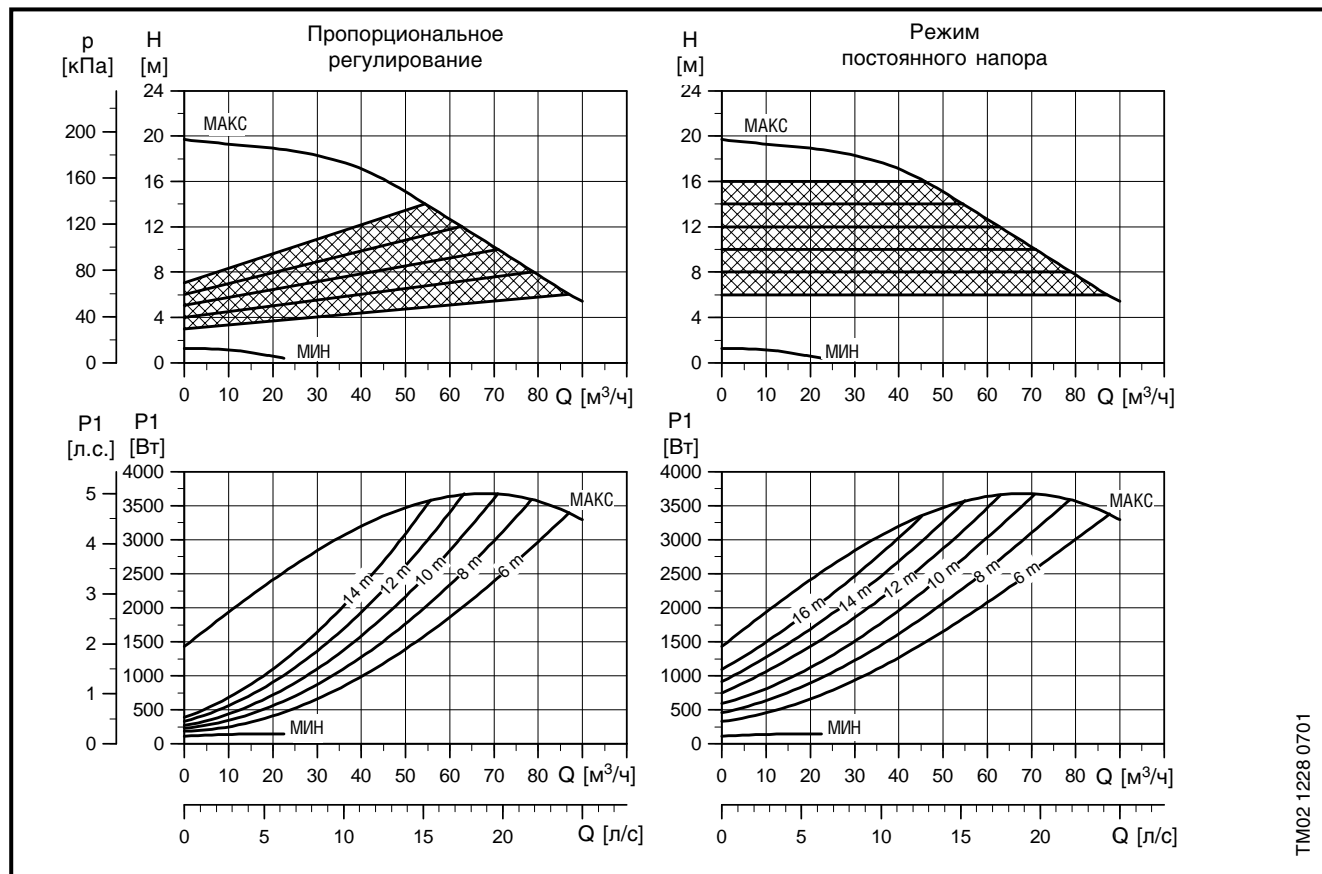 Пропорциональное
регулирование
p
[кПа]
H
[м]
24
20
16
12
8
4
0
200
160
120
80
40
0
МАКС
МИН
0 10 20 30 40 50 60 70 80 Q [м³/ч]
Режим
постоянного напора
H
[м]
24
20
16
12
8
4
0
МАКС
МИН
0 10 20 30 40 50 60 70 80 Q [м³/ч]
P1
[л.с.]
P1
[Вт]
4000
3500
3000
2500
2000
1500
1000
500
0
5
4
3
2
1
0
МАКС
14 m
12 m
10 m
8 m
6 m
МИН
0 10 20 30 40 50 60 70 80 Q [м³/ч]
0 5 10 15 20 Q [л/с]
P1
[Вт]
4000
3500
3000
2500
2000
1500
1000
500
0
МАКС
16 m
14 m
12 m
10 m
8 m
6 m
МИН
0 10 20 30 40 50 60 70 80 Q [м³/ч]
0 5 10 15 20 Q [л/с]
TM02 1228 0701